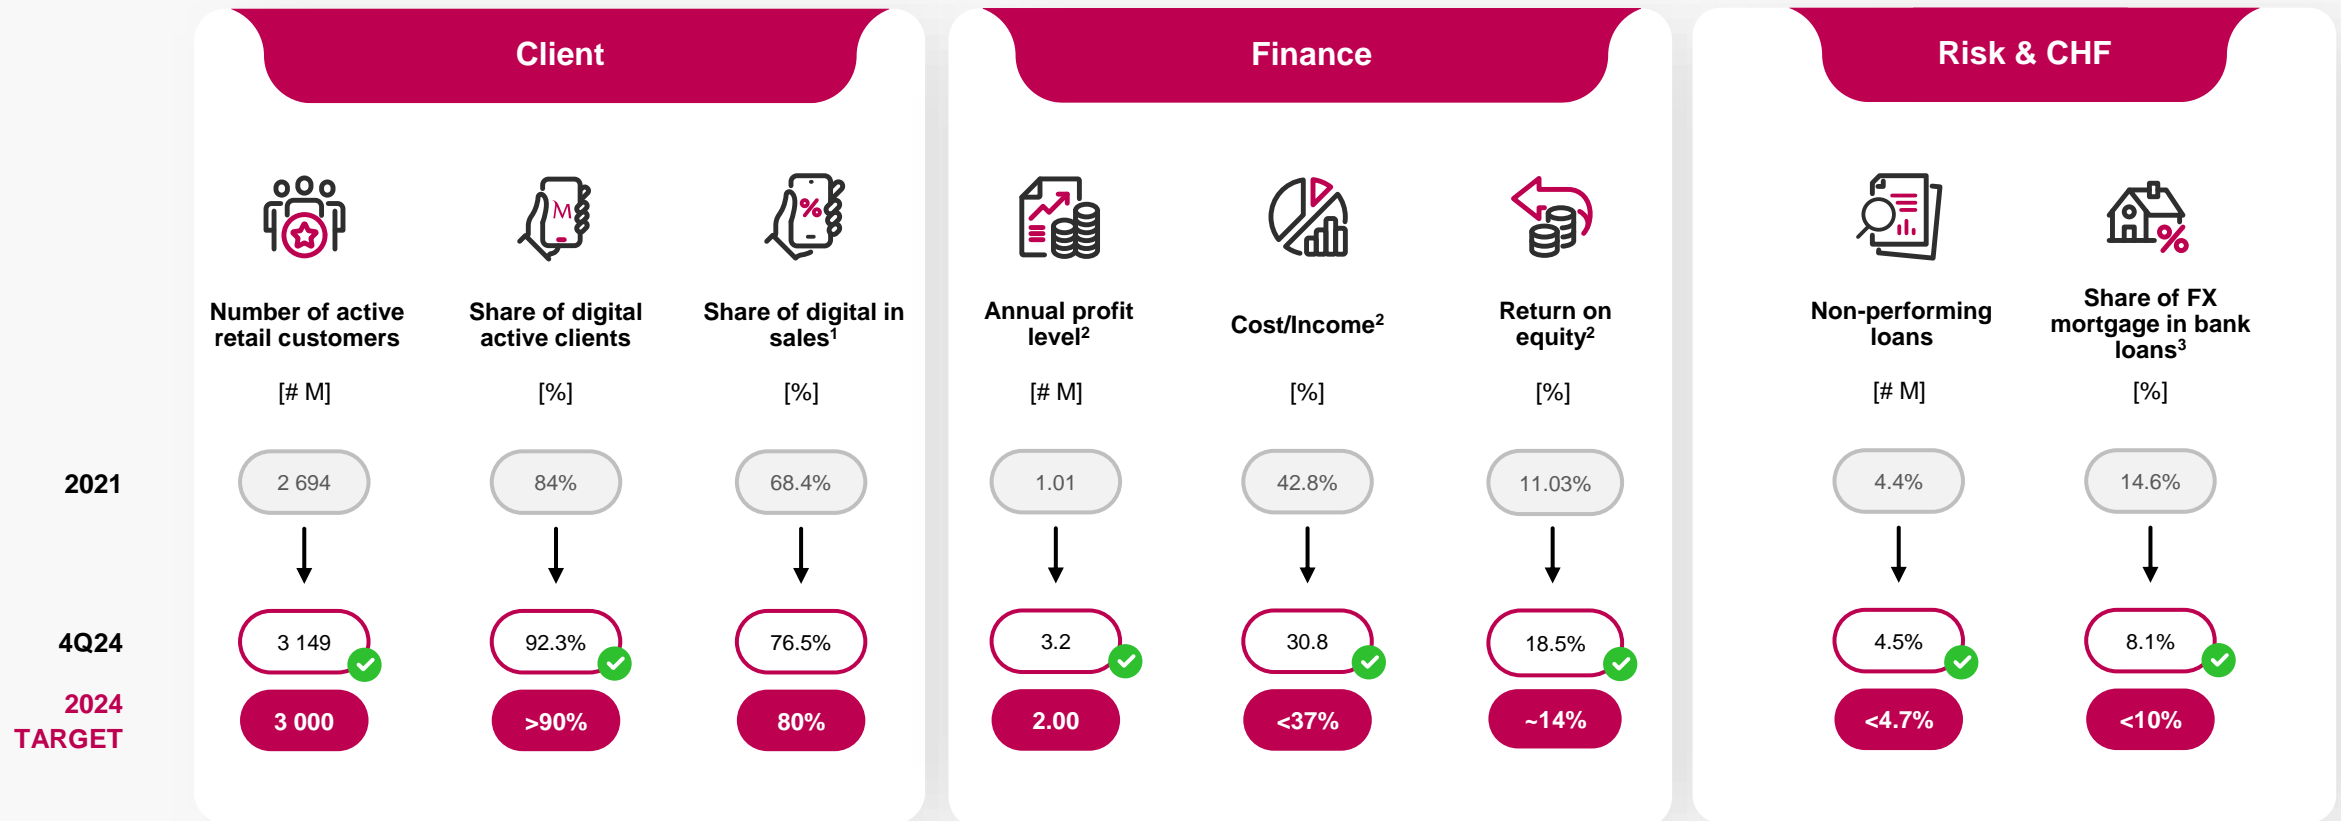 Client
Finance
Risk & CHF
Number of active
retail customers
Share of digital
active clients
Share of digital in
sales¹
Annual profit
level²
Cost/Income²
Return on
equity²
Non-performing
loans
Share of FX
mortgage in bank
loans³
[# M]
[%]
[%]
[# M]
[%]
[%]
[# M]
[%]
2021
2 694
84%
68.4%
1.01
42.8%
11.03%
4.4%
14.6%
4Q24
3 149
92.3%
76.5%
3.2
30.8
18.5%
4.5%
8.1%
2024
TARGET
3 000
>90%
80%
2.00
<37%
~14%
<4.7%
<10%